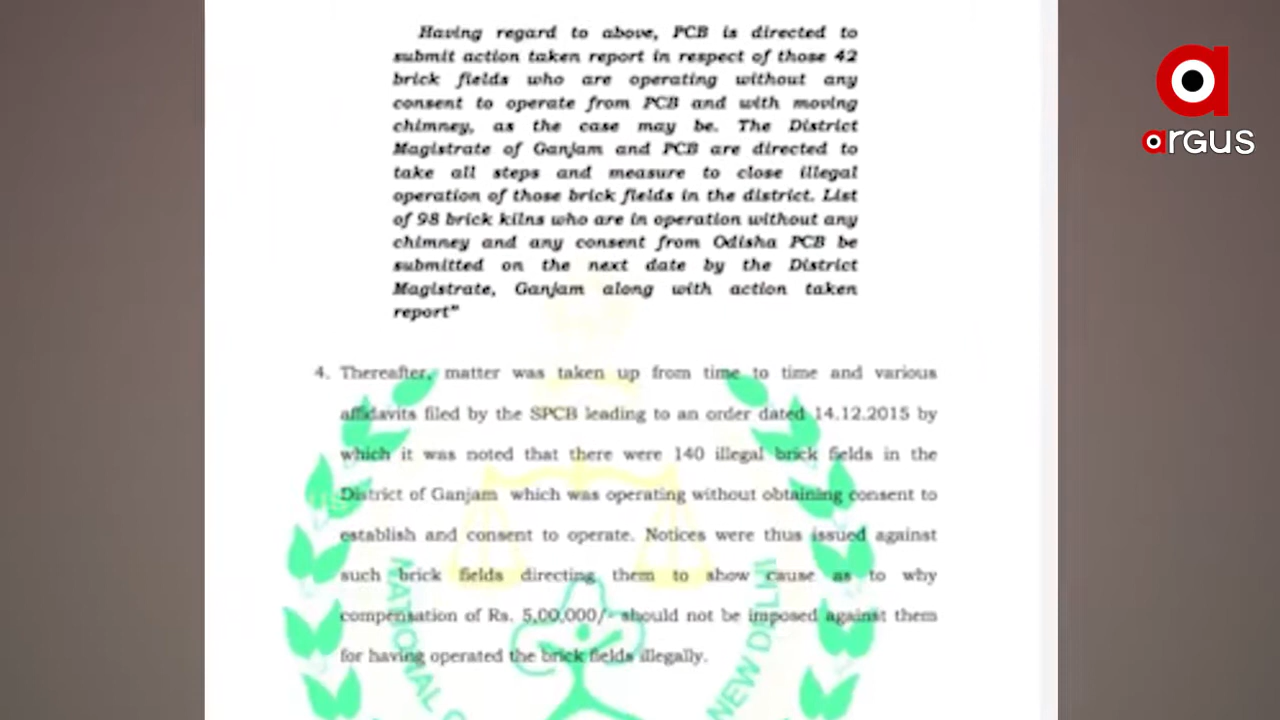 Having regard to above, PCB is directed to
submit action taken report in respect of those 42
brick fields who are operating without any
consent to operate from PCB and with moving
chimney, as the case may be. The District
Magistrate of Ganjam and PCB are directed to
take all steps and measure to close illegal
operation of those brick fields in the district. List
of 98 brick kilns who are in operation without any
chimney and any consent from Odisha PCB be
submitted on the next date by the District
Magistrate, Ganjam along with action taken
report"
4. Thereafter, matter was taken up from time to time and various
affidavits filed by the SPCB leading to an order dated 14.12.2015 by
which it was noted that there were 140 illegal brick fields in the
District of Ganjam which was operating without obtaining consent to
establish and consent to operate. Notices were thus issued against
such brick fields directing them to show cause as to why
compensation of Rs. 5,00,000/- should not be imposed against them
for having operated the brick fields illegally.
NATIONAL G
NEW DELHI
argus